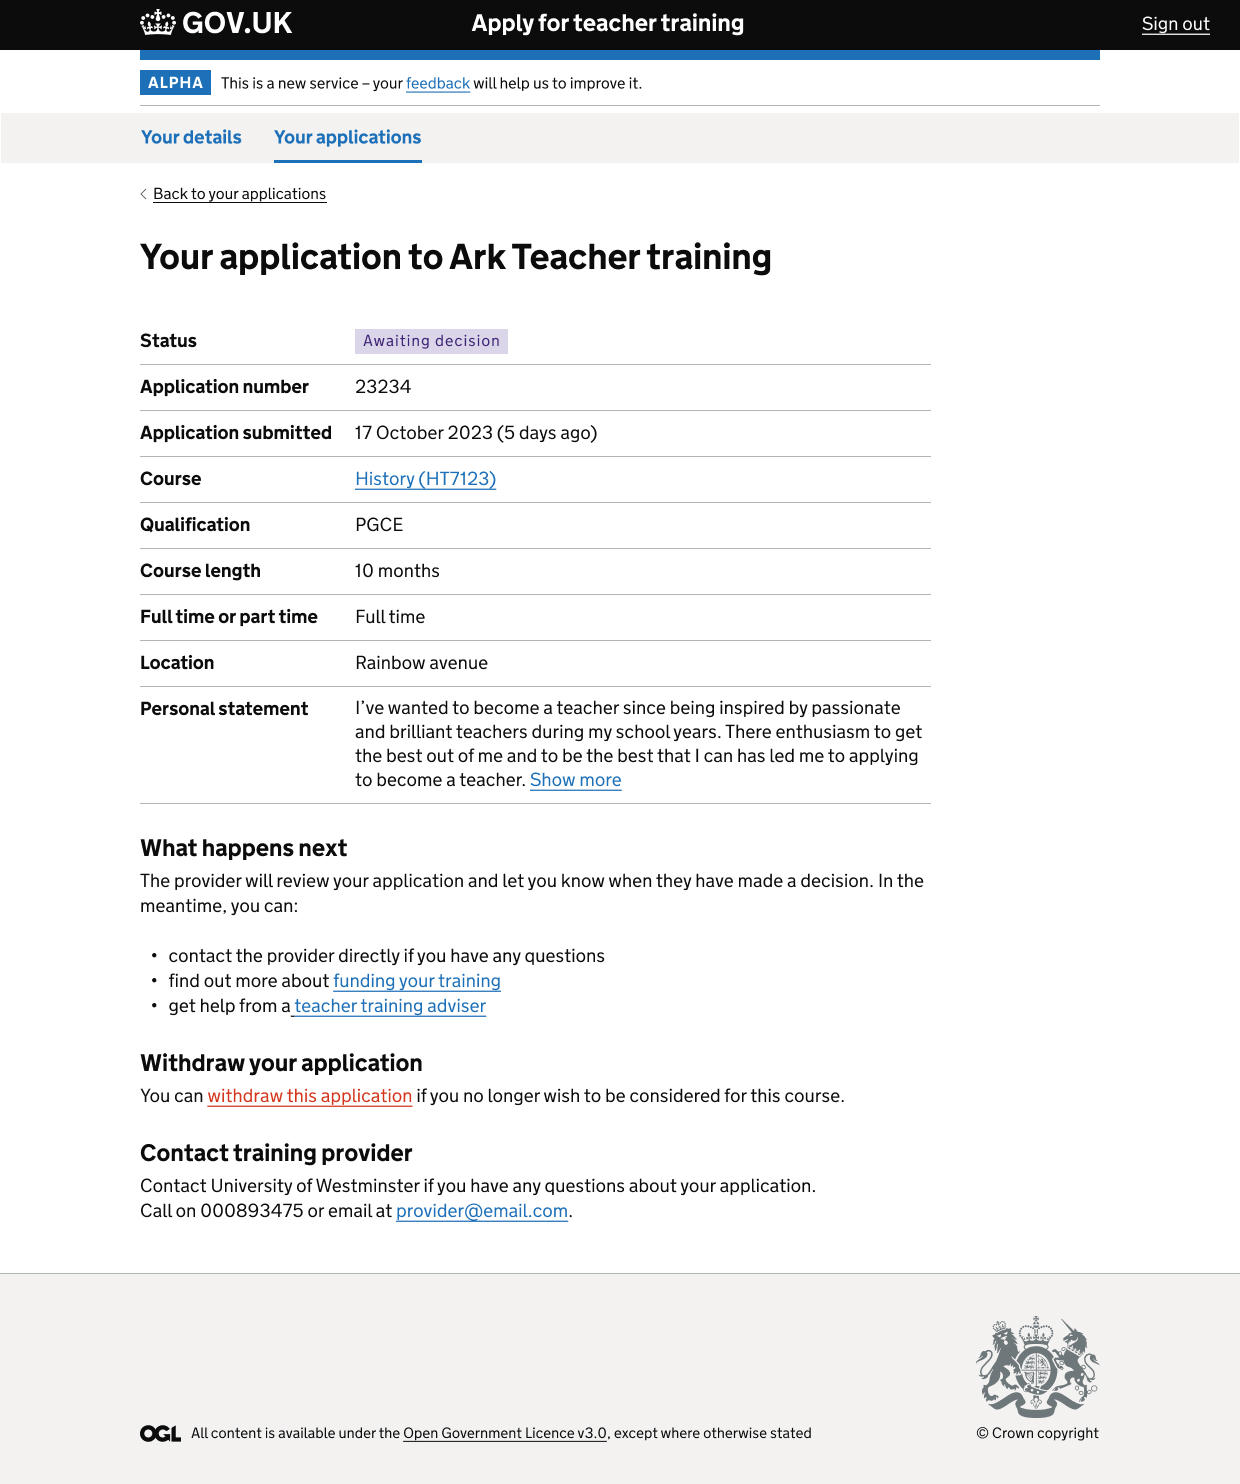 GOV.UK Apply for teacher training Sign out
ALPHA This is a new service – your feedback will help us to improve it.
Your details Your applications
Back to your applications
Your application to Ark Teacher training
Status Awaiting decision
Application number 23234
Application submitted 17 October 2023 (5 days ago)
Course History (HT7123)
Qualification PGCE
Course length 10 months
Full time or part time Full time
Location Rainbow avenue
Personal statement I’ve wanted to become a teacher since being inspired by passionate
and brilliant teachers during my school years. There enthusiasm to get
the best out of me and to be the best that I can has led me to applying
to become a teacher. Show more
What happens next
The provider will review your application and let you know when they have made a decision. In the
meantime, you can:
• contact the provider directly if you have any questions
• find out more about funding your training
• get help from a teacher training adviser
Withdraw your application
You can withdraw this application if you no longer wish to be considered for this course.
Contact training provider
Contact University of Westminster if you have any questions about your application.
Call on 000893475 or email at provider@email.com.
OGL All content is available under the Open Government Licence v3.0, except where otherwise stated
© Crown copyright